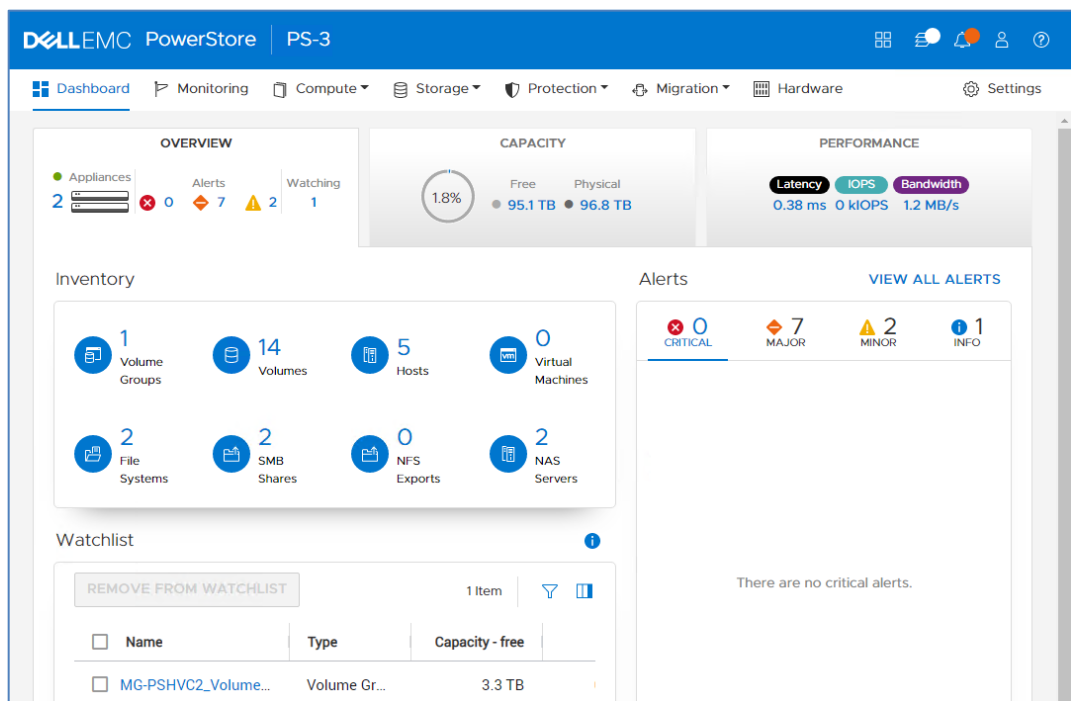 DELLEMC PowerStore PS-3
Dashboard Monitoring Compute Storage Protection Migration Hardware Settings
OVERVIEW
Appliances
2
Alerts
0 7 2
Watching
1
CAPACITY
1.8%
Free Physical
95.1 TB 96.8 TB
PERFORMANCE
Latency IOPS Bandwidth
0.38 ms 0 kIOPS 1.2 MB/s
Inventory
1
Volume
Groups
14
Volumes
5
Hosts
0
Virtual
Machines
2
File
Systems
2
SMB
Shares
0
NFS
Exports
2
NAS
Servers
Alerts VIEW ALL ALERTS
0
CRITICAL
7
MAJOR
2
MINOR
1
INFO
There are no critical alerts.
Watchlist
REMOVE FROM WATCHLIST 1 Item
Name Type Capacity - free
MG-PSHVC2_Volume... Volume Gr... 3.3 TB